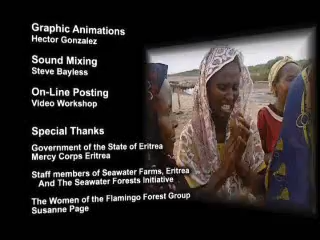 Graphic Animations
Hector Gonzalez
Sound Mixing
Steve Bayless
On-Line Posting
Video Workshop
Special Thanks
Government of the State of Eritrea
Mercy Corps Eritrea
Staff members of Seawater Farms, Eritrea
And The Seawater Forests Initiative
The Women of the Flamingo Forest Group
Susanne Page